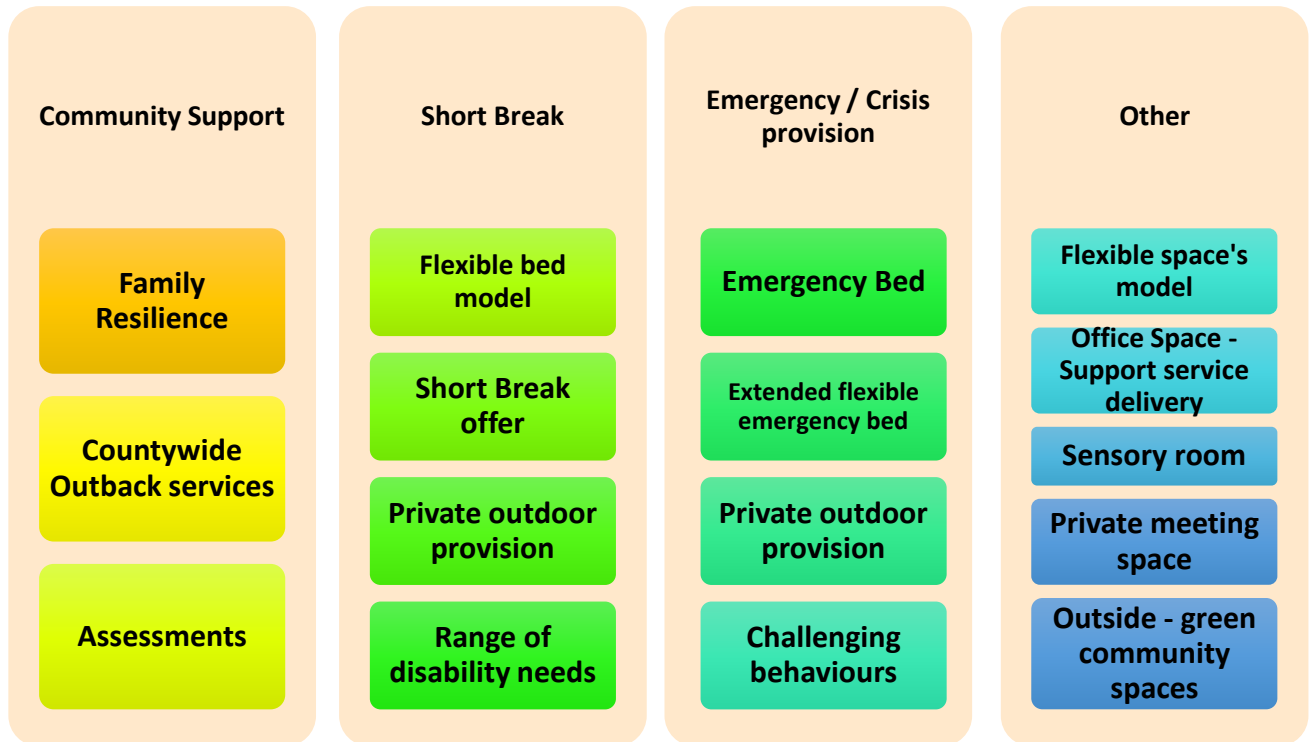 Community Support
Family
Resilience
Countywide
Outback services
Assessments
Short Break
Flexible bed
model
Short Break
offer
Private outdoor
provision
Range of
disability needs
Emergency / Crisis
provision
Emergency Bed
Extended flexible
emergency bed
Private outdoor
provision
Challenging
behaviours
Other
Flexible space's
model
Office Space -
Support service
delivery
Sensory room
Private meeting
space
Outside - green
community
spaces